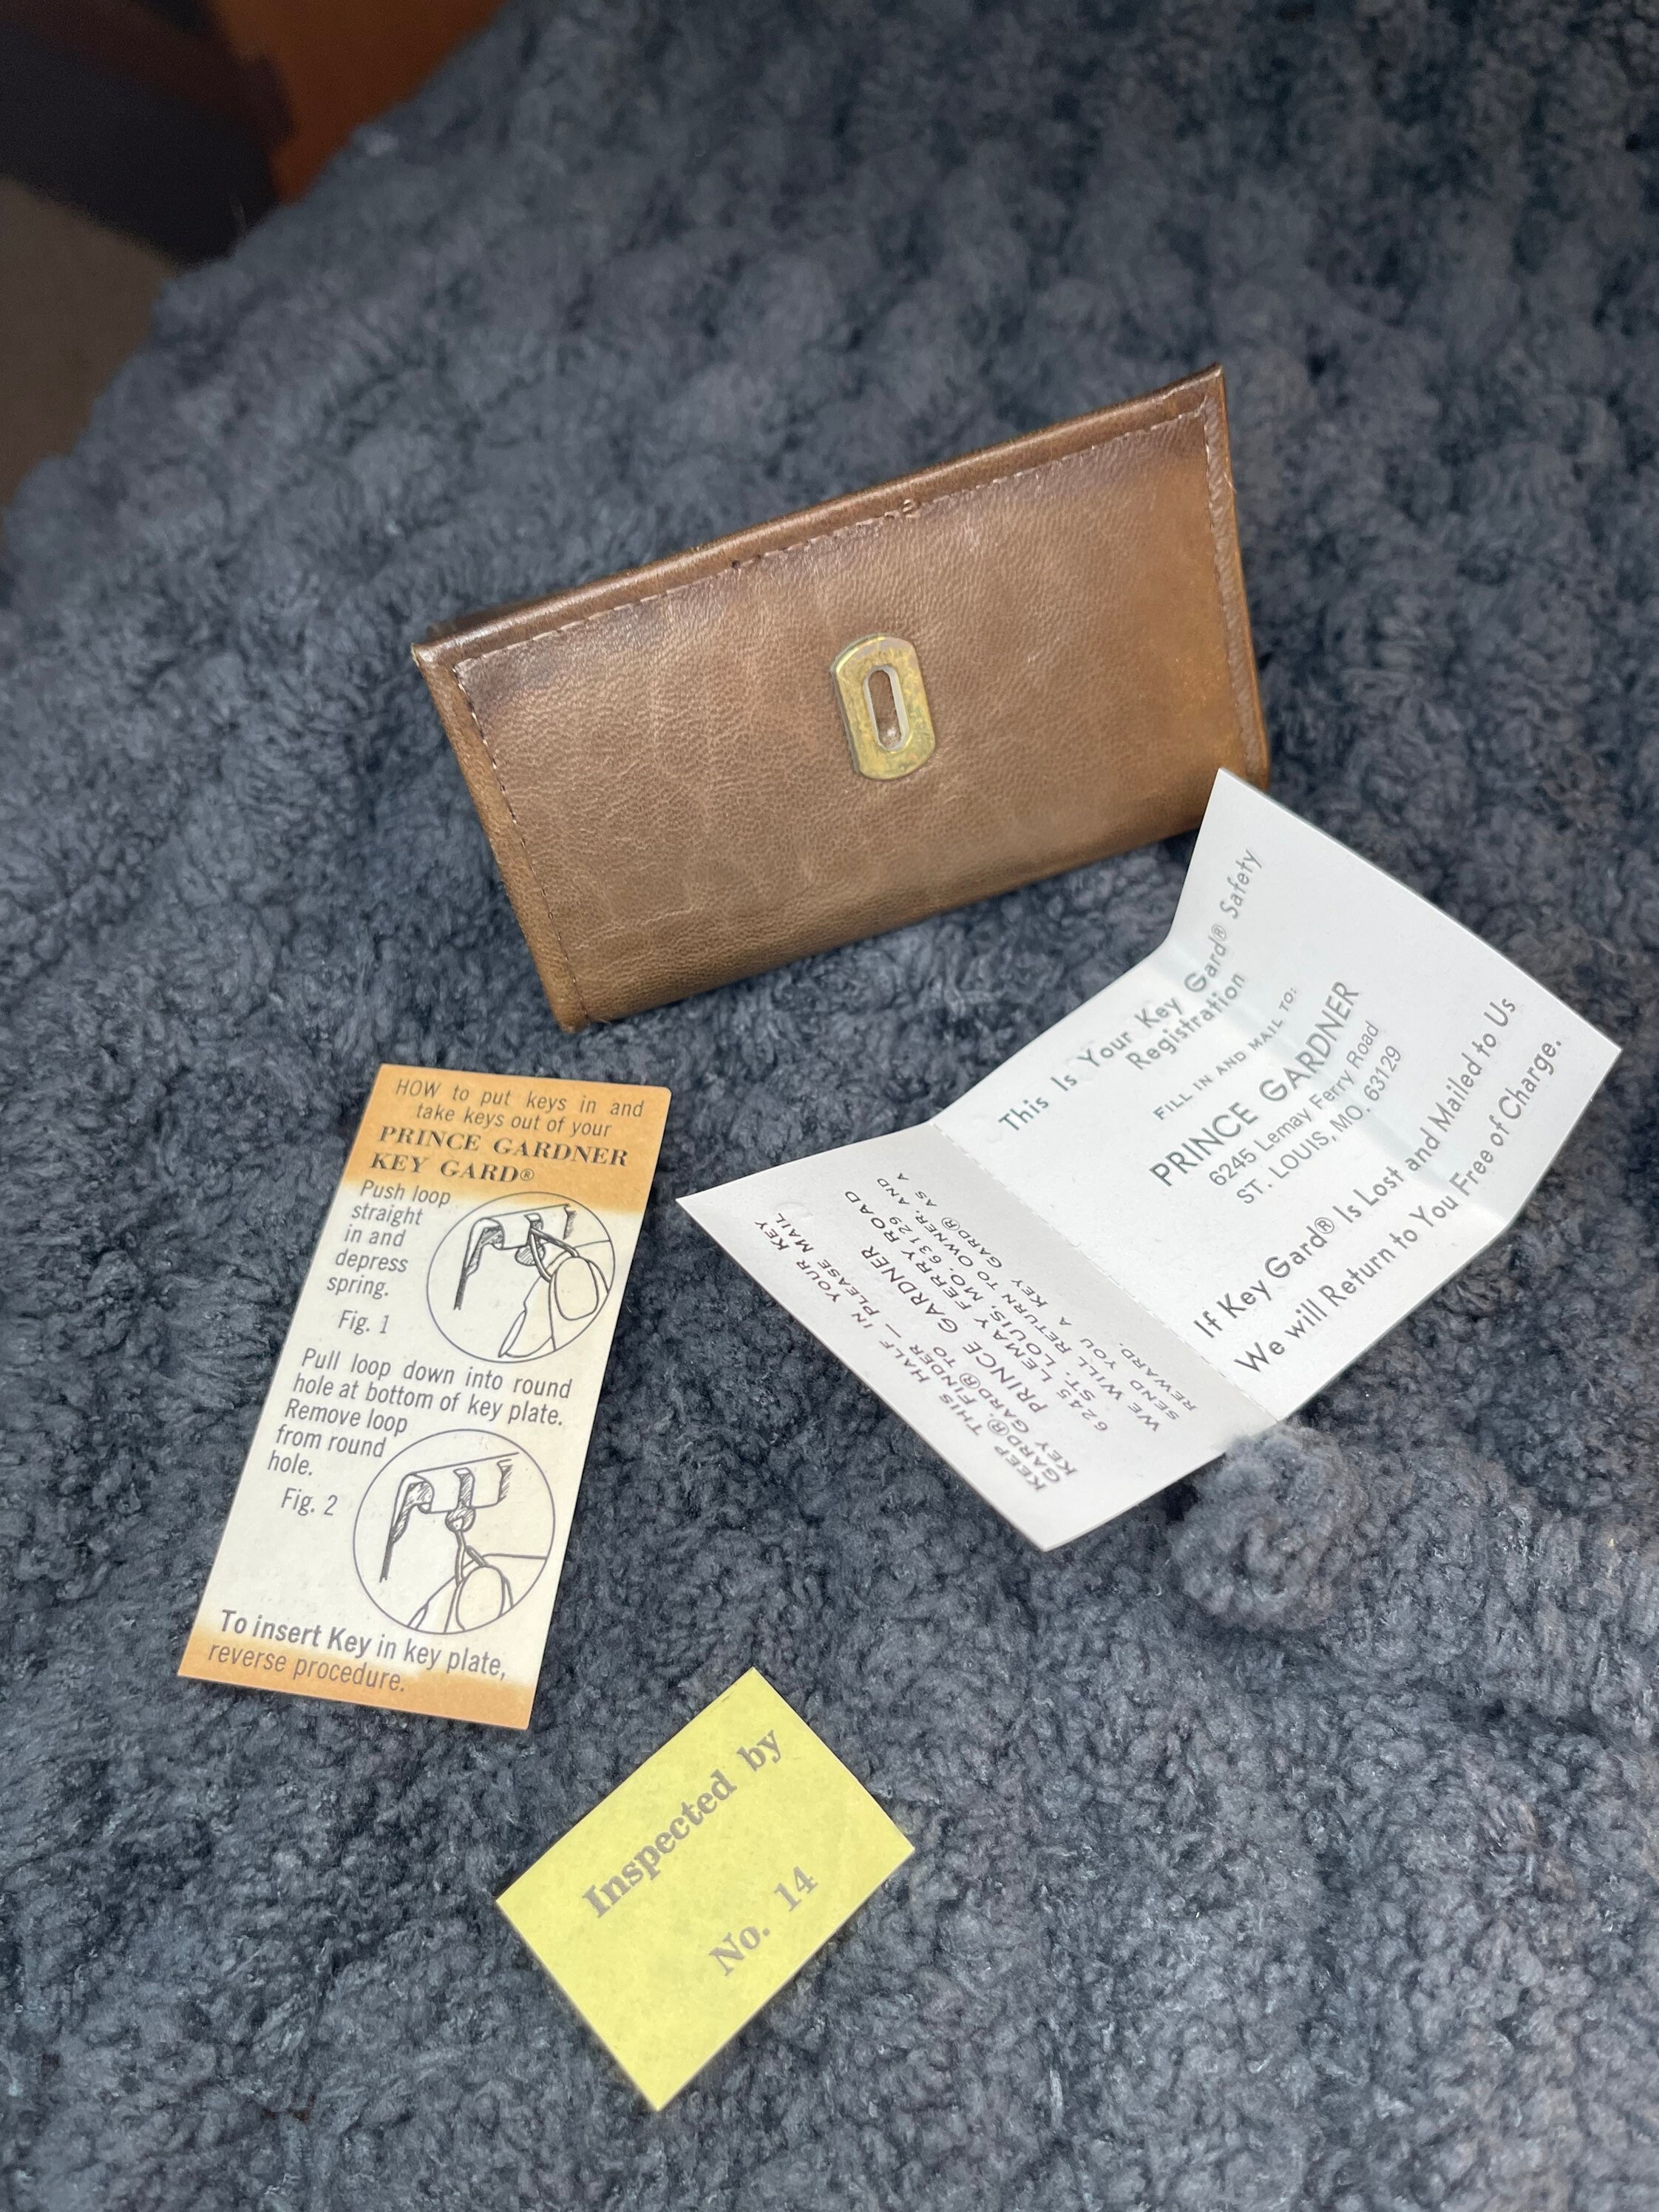 HOW to put keys in and
take keys out of your
PRINCE GARDNER
KEY GARD®
Push loop
straight
in and
depress
spring.
Fig. 1
Pull loop down into round
hole at bottom of key plate.
Remove loop
from round
hole.
Fig. 2
To insert Key in key plate,
reverse procedure.
This Is Your Key Gard® Safety
Registration
FILL IN AND MAIL TO:
PRINCE GARDNER
6245 Lemay Ferry Road
ST. LOUIS, MO. 63129
If Key Gard® Is Lost and Mailed to Us
We will Return to You Free of Charge.
KEEP THIS HALF IN YOUR KEY
GARD®. FINDER — PLEASE MAIL
KEY GARD® TO
PRINCE GARDNER
6245 LEMAY FERRY ROAD
ST. LOUIS, MO. 63129
WE WILL RETURN TO OWNER, AND
SEND YOU A KEY GARD® AS A
REWARD.
Inspected by
No. 14